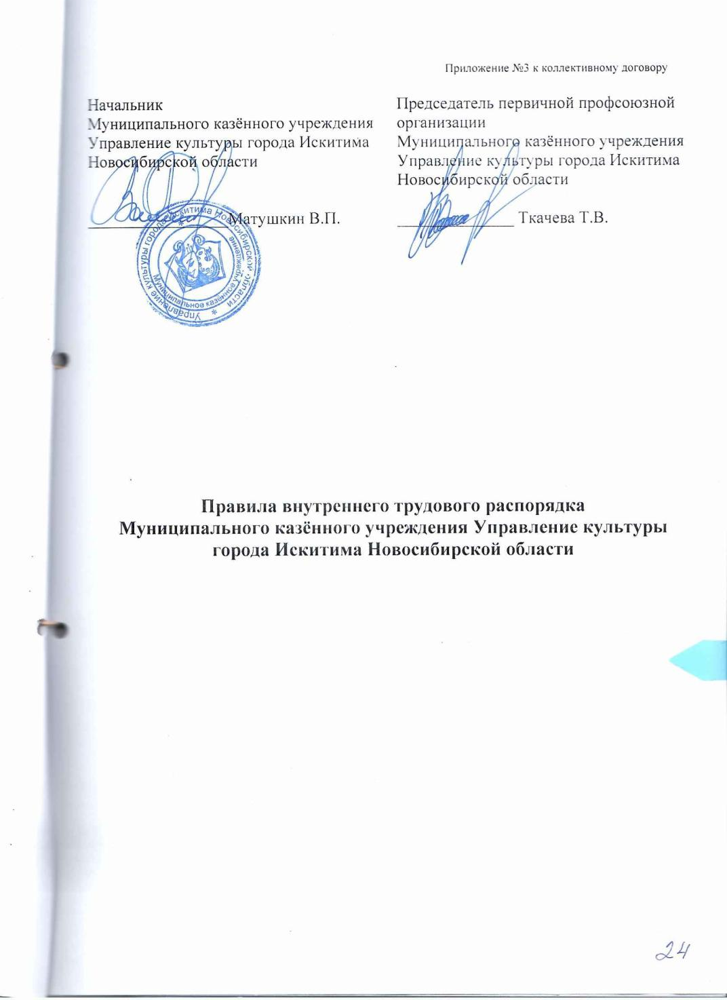 Приложение №3 к коллективному договору
Начальник
Муниципального казённого учреждения
Управление культуры города Искитима
Новосибирской области
Матушкин В.П.
Председатель первичной профсоюзной
организации
Муниципального казённого учреждения
Управление культуры города Искитима
Новосибирской области
Ткачева Т.В.
Управление культуры города Искитима Новосибирской области *
Муниципальное казённое учреждение
Правила внутреннего трудового распорядка
Муниципального казённого учреждения Управление культуры
города Искитима Новосибирской области
24